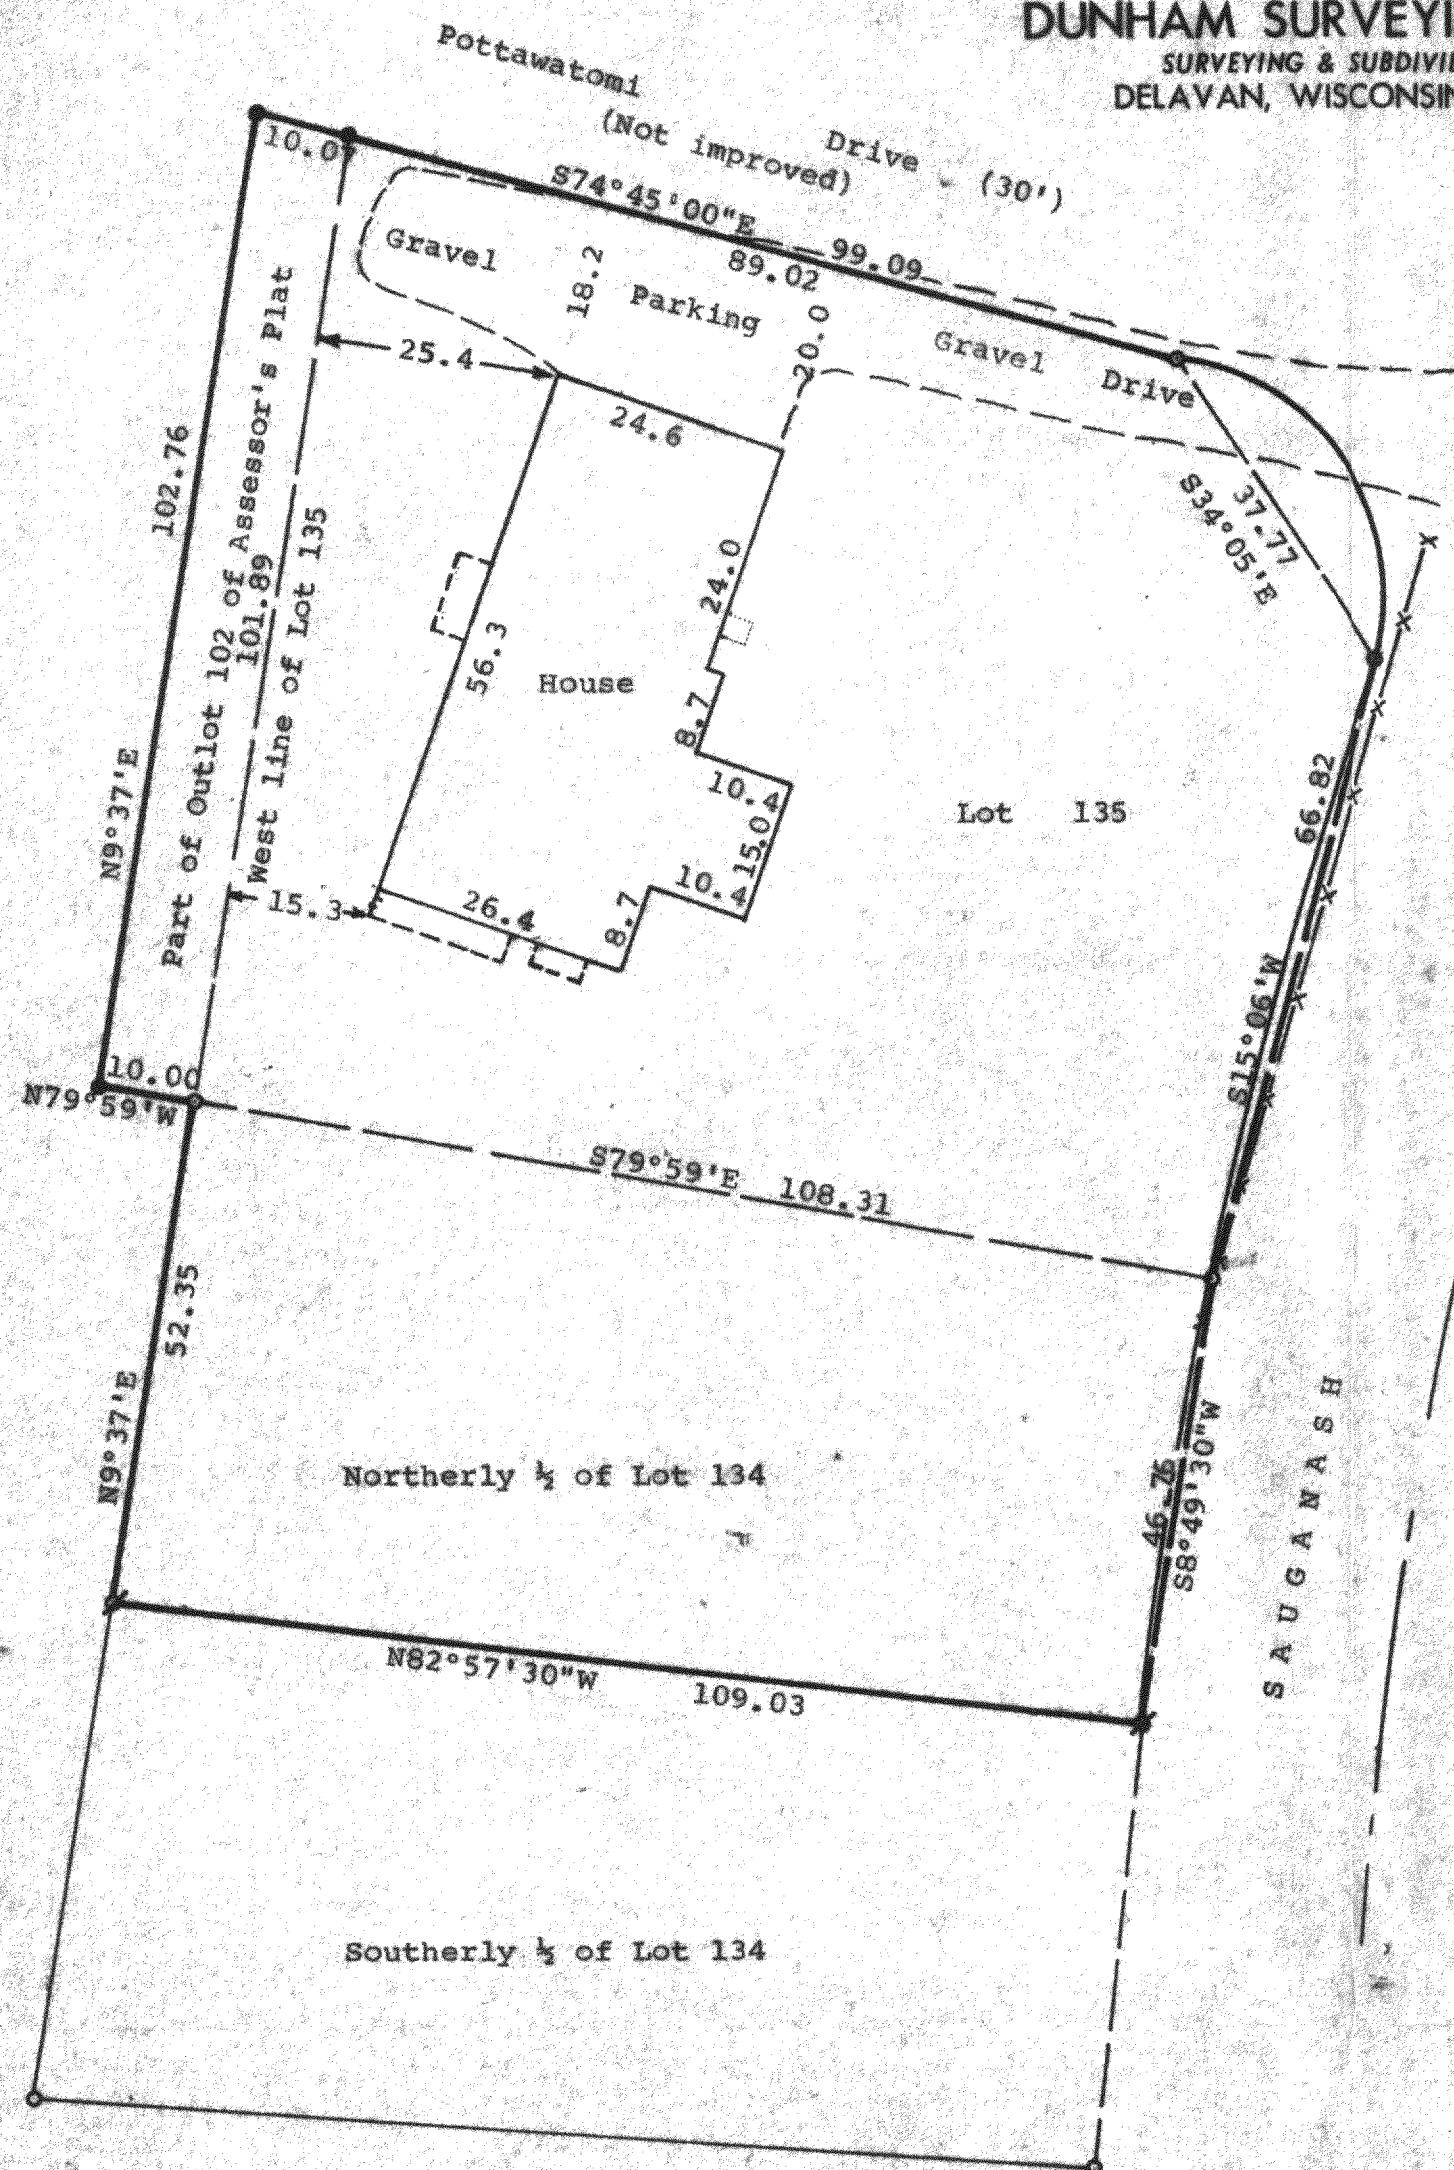 DUNHAM SURVEYI
SURVEYING & SUBDIVI
DELAVAN, WISCONSIN
Pottawatomi Drive (30')
(Not improved)
10.07
S74°45'00"E 99.09
89.02
Gravel Parking
18.2
20.0
Gravel Drive
25.4
24.6
102.76
N9°37'E
Part of Outlot 102 of Assessor's Plat
101.89
West line of Lot 135
37.77
S34°05'E
24.0
56.3
House
8.7
10.4
15.0
10.4
8.7
26.4
15.3
Lot 135
66.82
S15°06'W
10.00
N79°59'W
S79°59'E 108.31
52.35
N9°37'E
Northerly ½ of Lot 134
46.76
S8°49'30"W
SAUGANASH
N82°57'30"W 109.03
Southerly ½ of Lot 134